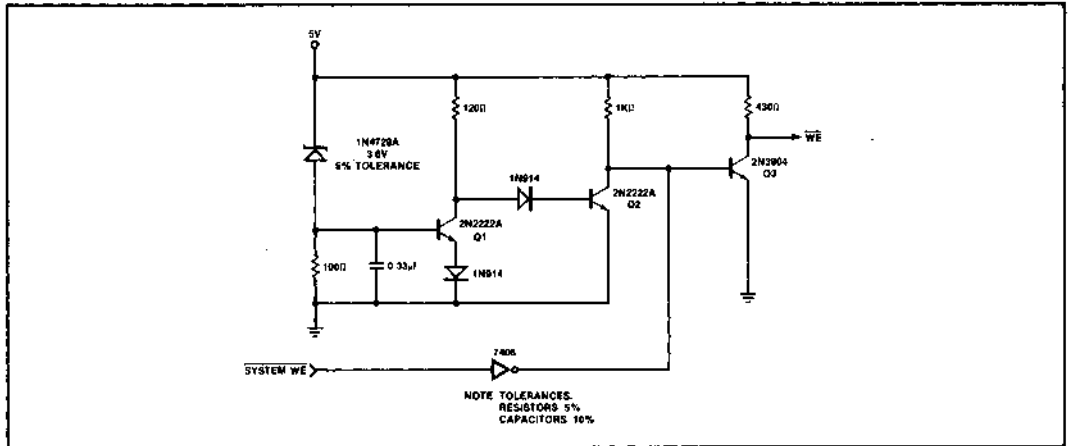 5V
120Ω
1KΩ
430Ω
WE
1N4729A
3.6V
5% TOLERANCE
1N914
2N3904
Q3
2N2222A
Q2
2N2222A
Q1
100Ω
0.33μF
1N914
7406
SYSTEM WE
NOTE TOLERANCES.
RESISTORS 5%
CAPACITORS 10%